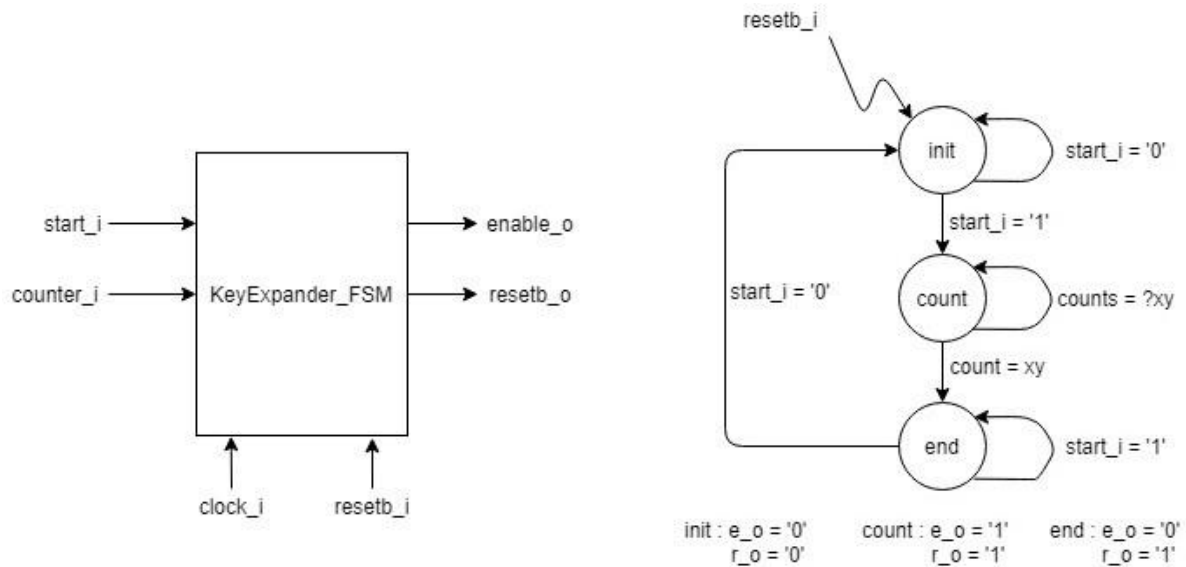 start_i
counter_i
KeyExpander_FSM
enable_o
resetb_o
clock_i
resetb_i
resetb_i
init
start_i = '0'
start_i = '1'
start_i = '0'
count
counts = ?xy
count = xy
end
start_i = '1'
init : e_o = '0'
r_o = '0'
count : e_o = '1'
r_o = '1'
end : e_o = '0'
r_o = '1'